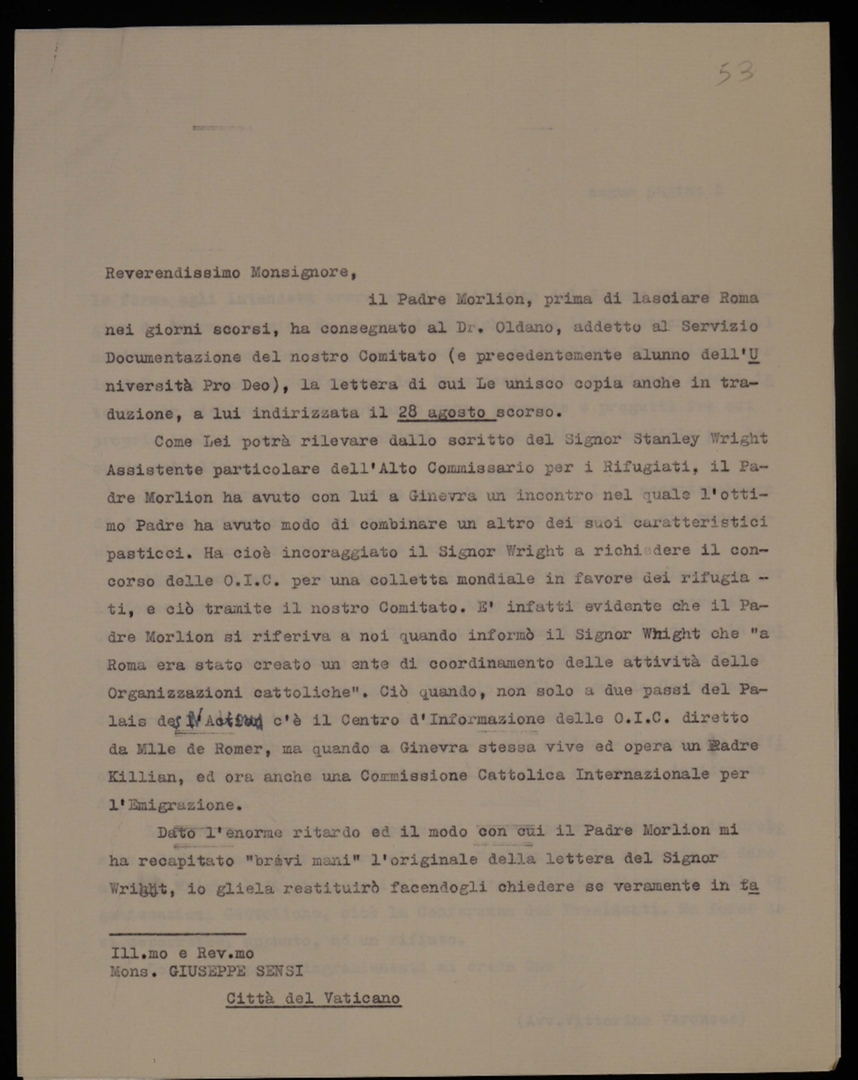 53
Reverendissimo Monsignore,
il Padre Morlion, prima di lasciare Roma
nei giorni scorsi, ha consegnato al Dr. Oldano, addetto al Servizio
Documentazione del nostro Comitato (e precedentemente alunno dell'U
niversità Pro Deo), la lettera di cui Le unisco copia anche in tra-
duzione, a lui indirizzata il 28 agosto scorso.
Come Lei potrà rilevare dallo scritto del Signor Stanley Wright
Assistente particolare dell'Alto Commissario per i Rifugiati, il Pa-
dre Morlion ha avuto con lui a Ginevra un incontro nel quale l'otti-
mo Padre ha avuto modo di combinare un altro dei suoi caratteristici
pasticci. Ha cioè incoraggiato il Signor Wright a richiedere il con-
corso delle O.I.C. per una colletta mondiale in favore dei rifugia -
ti, e ciò tramite il nostro Comitato. E' infatti evidente che il Pa-
dre Morlion si riferiva a noi quando informò il Signor Whight che "a
Roma era stato creato un ente di coordinamento delle attività delle
Organizzazioni cattoliche". Ciò quando, non solo a due passi del Pa-
lais des c'è il Centro d'Informazione delle O.I.C. diretto
da Mlle de Romer, ma quando a Ginevra stessa vive ed opera un Padre
Killian, ed ora anche una Commissione Cattolica Internazionale per
l'Emigrazione.
Dato l'enorme ritardo ed il modo con cui il Padre Morlion mi
ha recapitato "brévi mani" l'originale della lettera del Signor
Wright, io gliela restituirò facendogli chiedere se veramente in ta
Ill.mo e Rev.mo
Mons. GIUSEPPE SENSI
Città del Vaticano